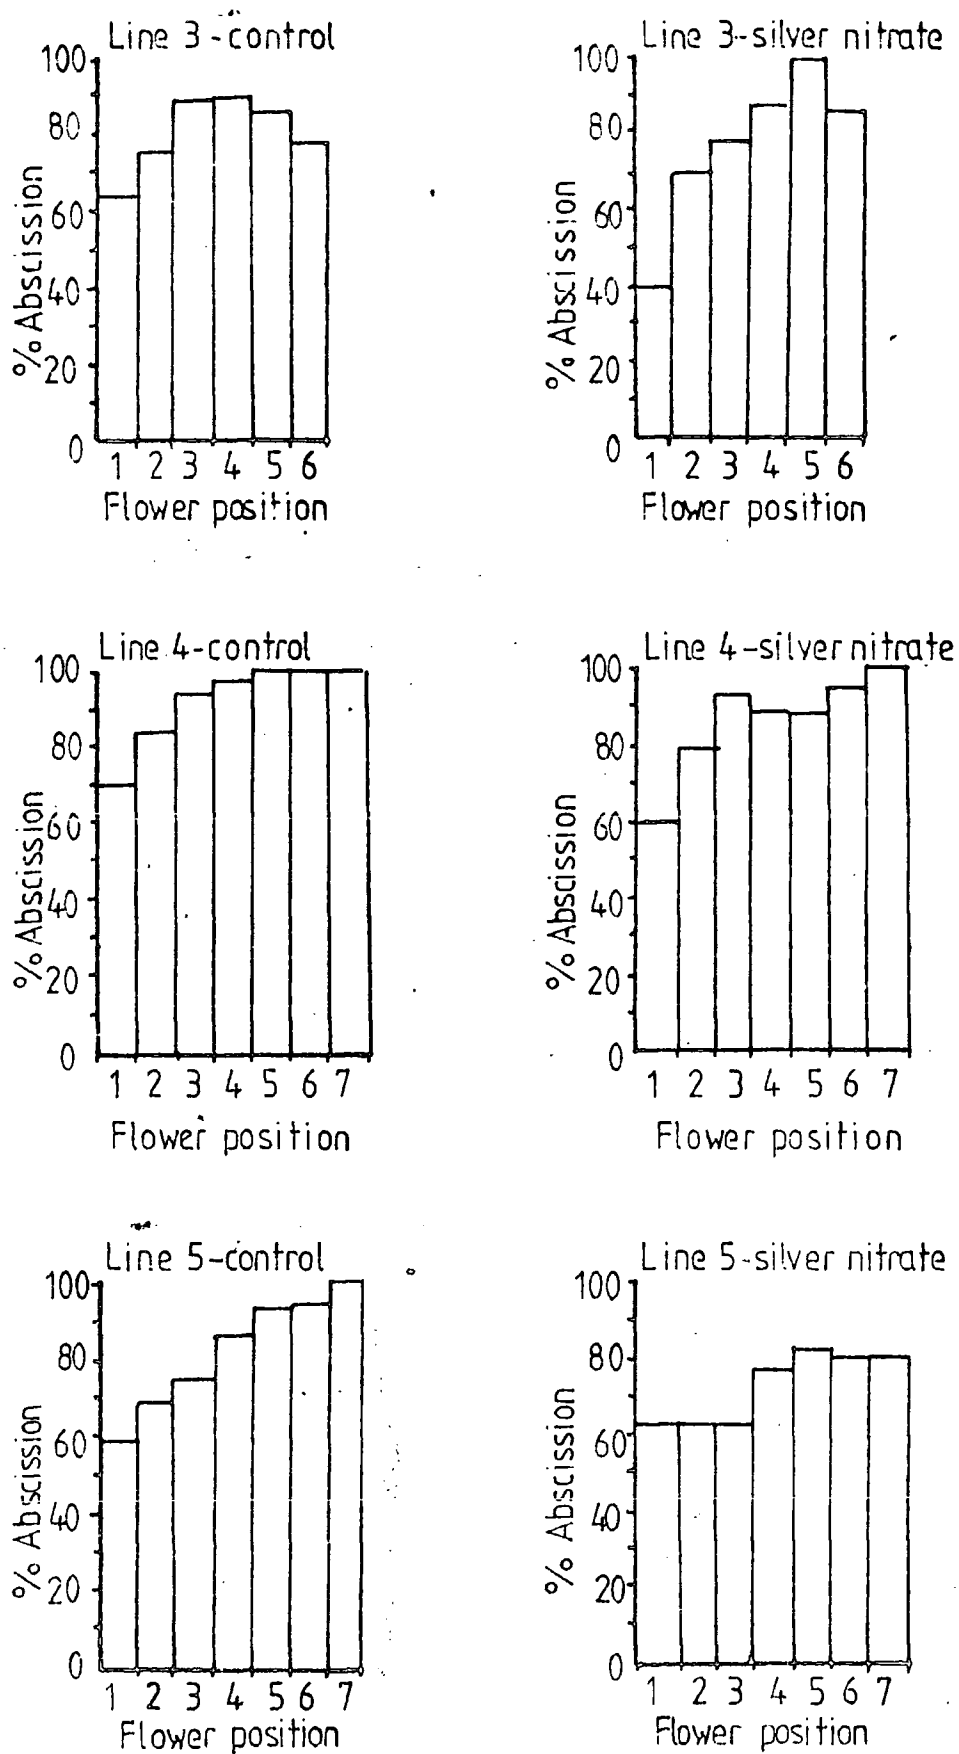 Line 3-control
100
80
60
40
20
0
% Abscission
1 2 3 4 5 6
Flower position
Line 3-silver nitrate
100
80
60
40
20
0
% Abscission
1 2 3 4 5 6
Flower position
Line 4-control
100
80
60
40
20
0
% Abscission
1 2 3 4 5 6 7
Flower position
Line 4-silver nitrate
100
80
60
40
20
0
% Abscission
1 2 3 4 5 6 7
Flower position
Line 5-control
100
80
60
40
20
0
% Abscission
1 2 3 4 5 6 7
Flower position
Line 5-silver nitrate
100
80
60
40
20
0
% Abscission
1 2 3 4 5 6 7
Flower position